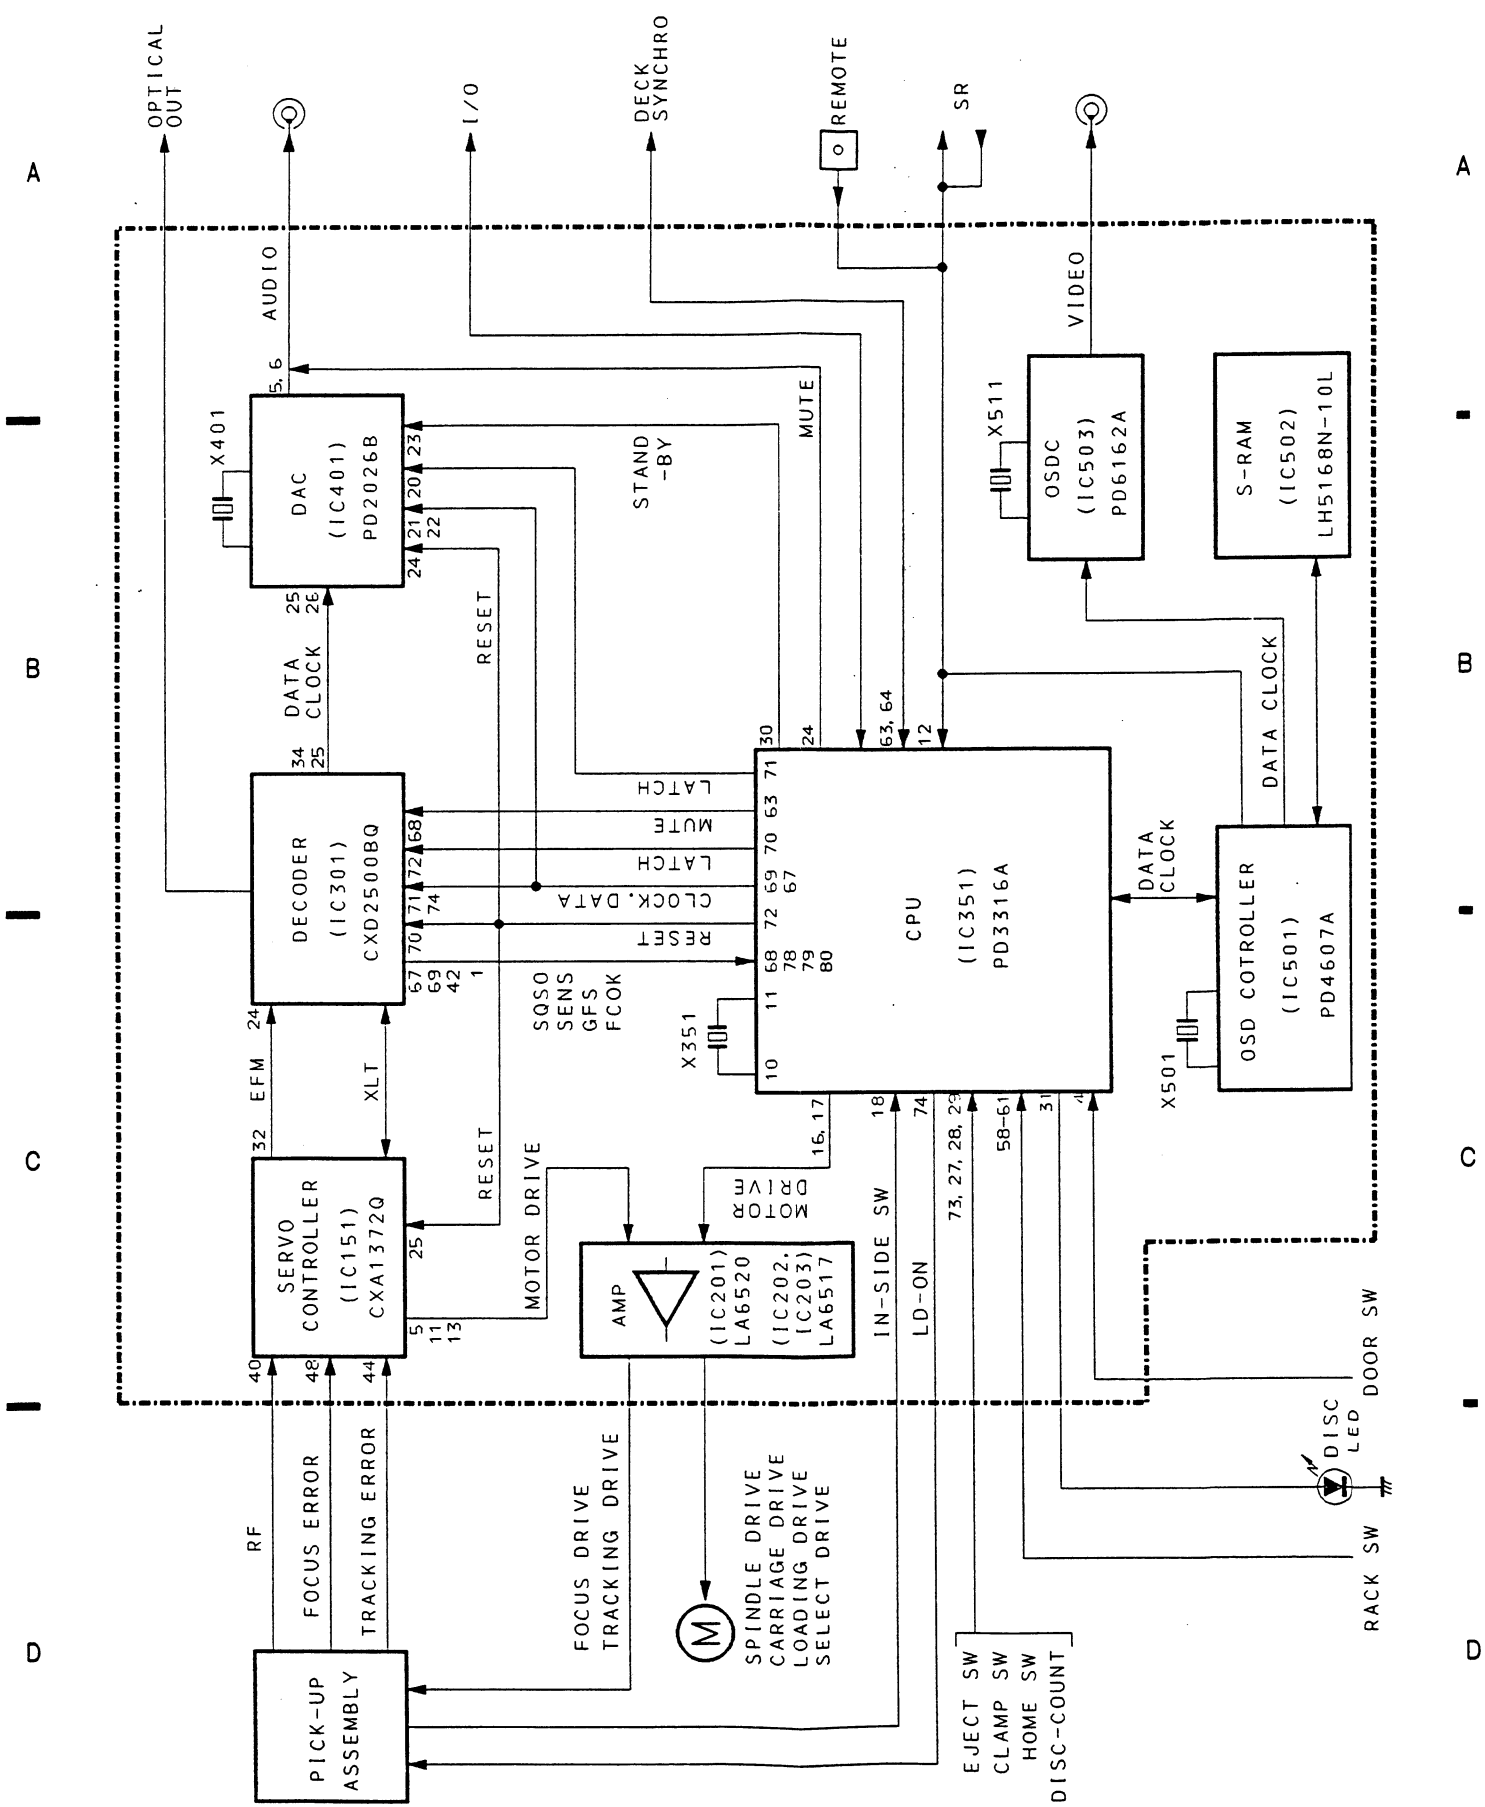 A
B
C
D
A
B
C
D
PICK-UP
ASSEMBLY
RF
FOCUS ERROR
TRACKING ERROR
40
48
44
SERVO
CONTROLLER
(IC151)
CXA1372Q
32
EFM
24
XLT
25
RESET
5
11
13
MOTOR DRIVE
DECODER
(IC301)
CXD2500BQ
34
25
DATA
CLOCK
25
26
67
69
42
1
70
71
74
72
68
SQSO
SENS
GFS
FCOK
RESET
CLOCK.DATA
LATCH
MUTE
LATCH
RESET
DAC
(IC401)
PD2026B
X401
24
21
22
20
23
5, 6
AUDIO
OPTICAL
OUT
I/O
DECK
SYNCHRO
REMOTE
SR
STAND
-BY
MUTE
FOCUS DRIVE
TRACKING DRIVE
AMP
(IC201)
LA6520
(IC202,
IC203)
LA6517
MOTOR
DRIVE
16, 17
M
SPINDLE DRIVE
CARRIAGE DRIVE
LOADING DRIVE
SELECT DRIVE
X351
10
11
68
78
79
80
72
69
67
70
63
71
30
24
63, 64
12
CPU
(IC351)
PD3316A
IN-SIDE SW
18
LD-ON
74
73, 27, 28, 29
58-61
31
4
EJECT SW
CLAMP SW
HOME SW
DISC-COUNT
RACK SW
DISC
LED
DOOR SW
DATA
CLOCK
X501
OSD COTROLLER
(IC501)
PD4607A
DATA CLOCK
X511
OSDC
(IC503)
PD6162A
VIDEO
S-RAM
(IC502)
LH5168N-10L